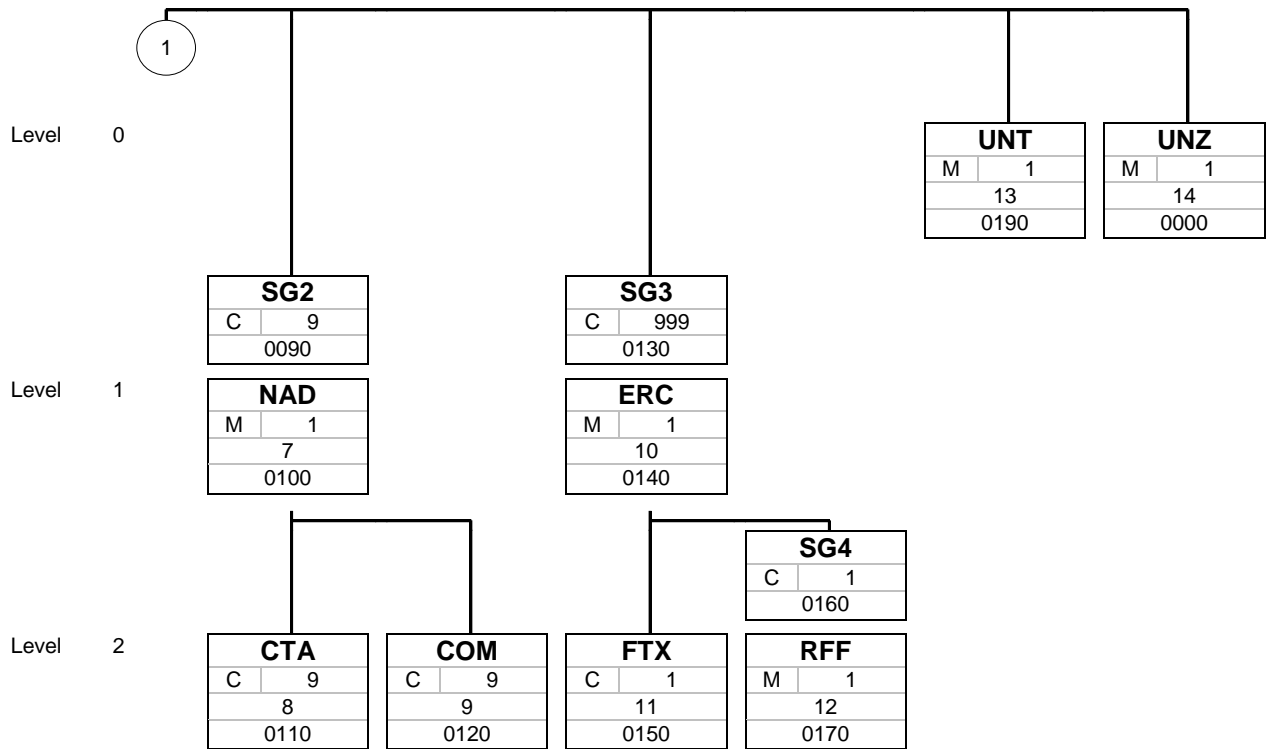 1
Level 0
UNT
M 1
13
0190
UNZ
M 1
14
0000
SG2
C 9
0090
SG3
C 999
0130
Level 1
NAD
M 1
7
0100
ERC
M 1
10
0140
SG4
C 1
0160
Level 2
CTA
C 9
8
0110
COM
C 9
9
0120
FTX
C 1
11
0150
RFF
M 1
12
0170